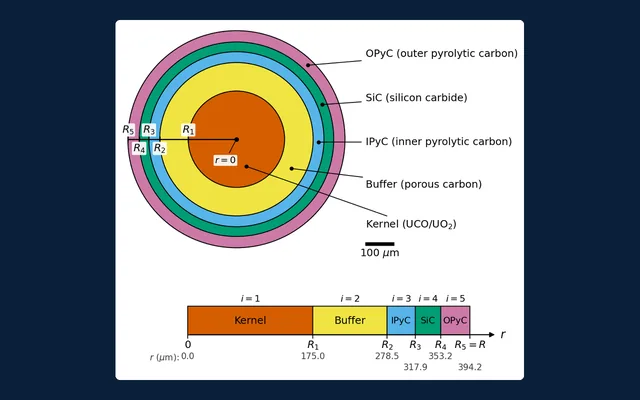 OPyC (outer pyrolytic carbon)
SiC (silicon carbide)
R₅ R₃ R₁
IPyC (inner pyrolytic carbon)
R₄ R₂
r = 0
Buffer (porous carbon)
Kernel (UCO/UO₂)
100 μm
i = 1 i = 2 i = 3 i = 4 i = 5
Kernel Buffer IPyC SiC OPyC
r
0 R₁ R₂ R₃ R₄ R₅ = R
r (μm): 0.0 175.0 278.5 353.2
317.9 394.2